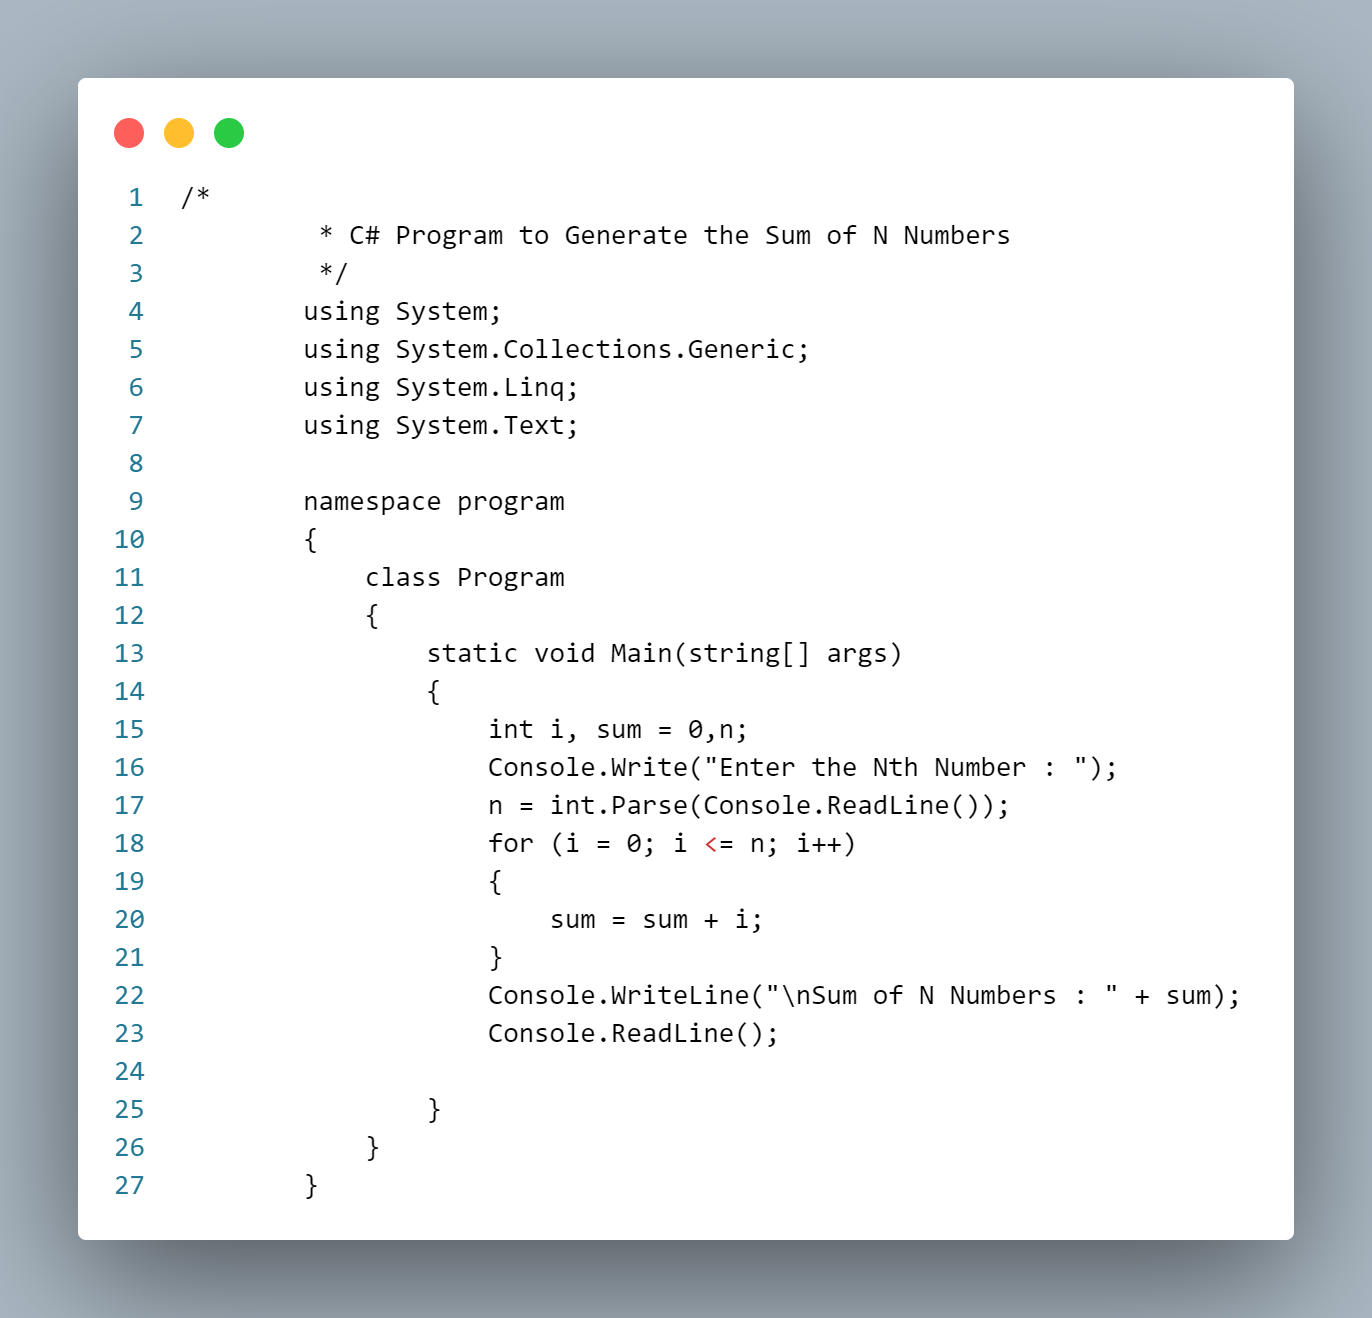 1 /*
2          * C# Program to Generate the Sum of N Numbers
3          */
4         using System;
5         using System.Collections.Generic;
6         using System.Linq;
7         using System.Text;
8
9         namespace program
10         {
11             class Program
12             {
13                 static void Main(string[] args)
14                 {
15                     int i, sum = 0,n;
16                     Console.Write("Enter the Nth Number : ");
17                     n = int.Parse(Console.ReadLine());
18                     for (i = 0; i <= n; i++)
19                     {
20                         sum = sum + i;
21                     }
22                     Console.WriteLine("\nSum of N Numbers : " + sum);
23                     Console.ReadLine();
24
25                 }
26             }
27         }